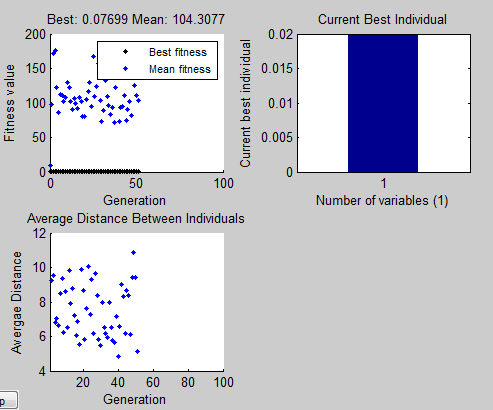 Best: 0.07699 Mean: 104.3077
Fitness value
200
150
100
50
0
Best fitness
Mean fitness
0
50
100
Generation
Current Best Individual
Current best individual
0.02
0.015
0.01
0.005
0
1
Number of variables (1)
Average Distance Between Individuals
Avergae Distance
12
10
8
6
4
20
40
60
80
100
Generation
p